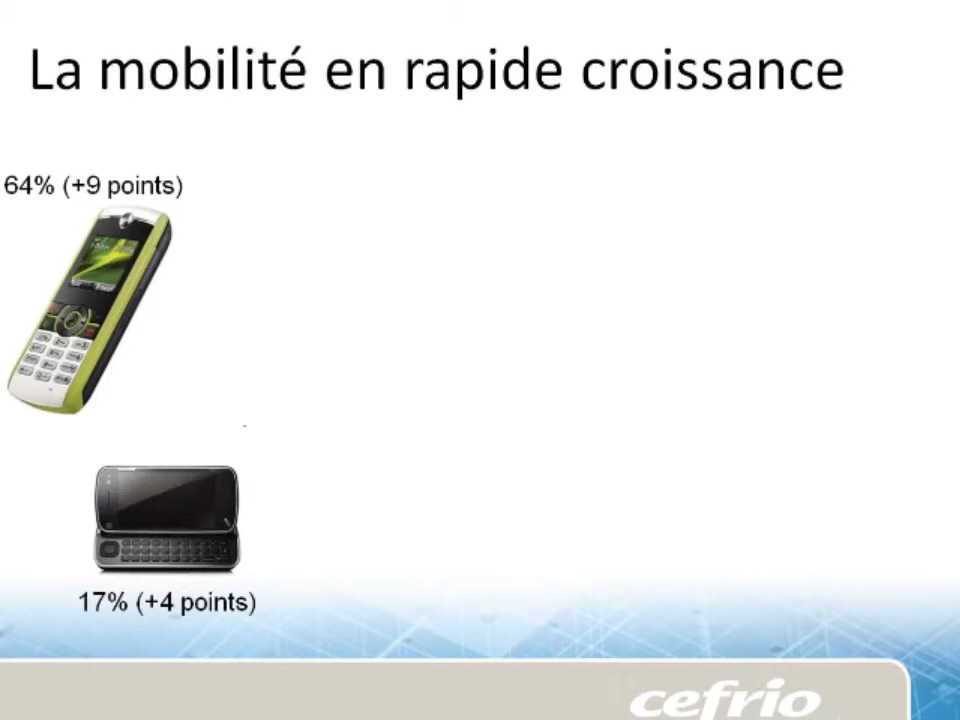 La mobilité en rapide croissance
64% (+9 points)
17% (+4 points)
cefrio